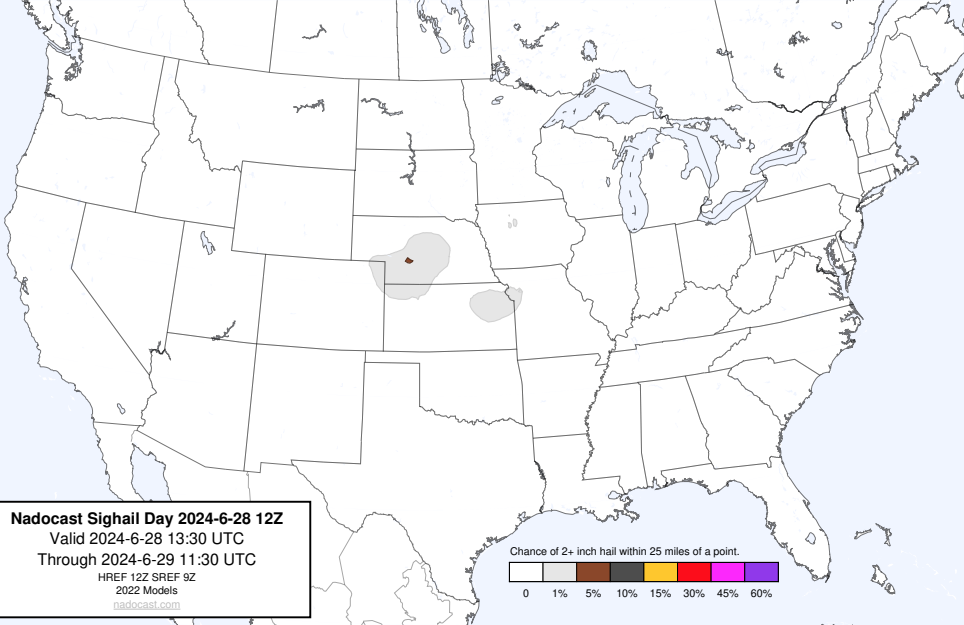 Nadocast Sighail Day 2024-6-28 12Z
Valid 2024-6-28 13:30 UTC
Through 2024-6-29 11:30 UTC
HREF 12Z SREF 9Z
2022 Models
nadocast.com
Chance of 2+ inch hail within 25 miles of a point.
0 1% 5% 10% 15% 30% 45% 60%